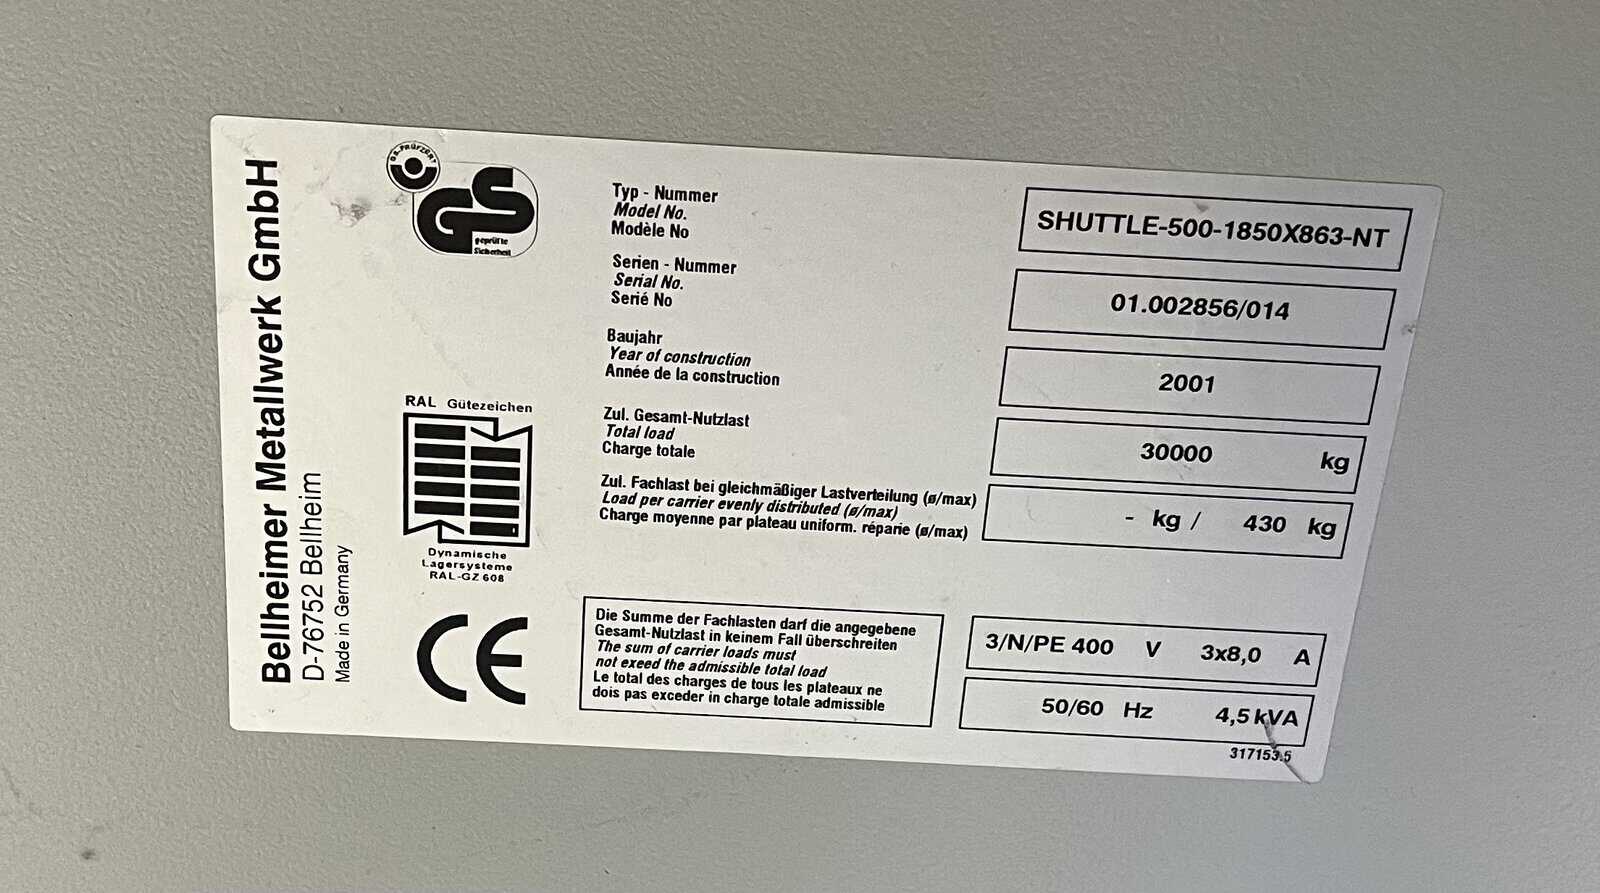 Bellheimer Metallwerk GmbH
D-76752 Bellheim
Made in Germany
GS-PRÜFZERT
GS
geprüfte
Sicherheit
RAL Gütezeichen
Dynamische
Lagersysteme
RAL-GZ 608
CE
Typ - Nummer
Model No.
Modèle No
SHUTTLE-500-1850X863-NT
Serien - Nummer
Serial No.
Serié No
01.002856/014
Baujahr
Year of construction
Année de la construction
2001
Zul. Gesamt-Nutzlast
Total load
Charge totale
30000 kg
Zul. Fachlast bei gleichmäßiger Lastverteilung (ø/max)
Load per carrier evenly distributed (ø/max)
Charge moyenne par plateau uniform. réparie (ø/max)
- kg / 430 kg
Die Summe der Fachlasten darf die angegebene
Gesamt-Nutzlast in keinem Fall überschreiten
The sum of carrier loads must
not exeed the admissible total load
Le total des charges de tous les plateaux ne
dois pas exceder in charge totale admissible
3/N/PE 400 V 3x8,0 A
50/60 Hz 4,5 kVA
317153.5